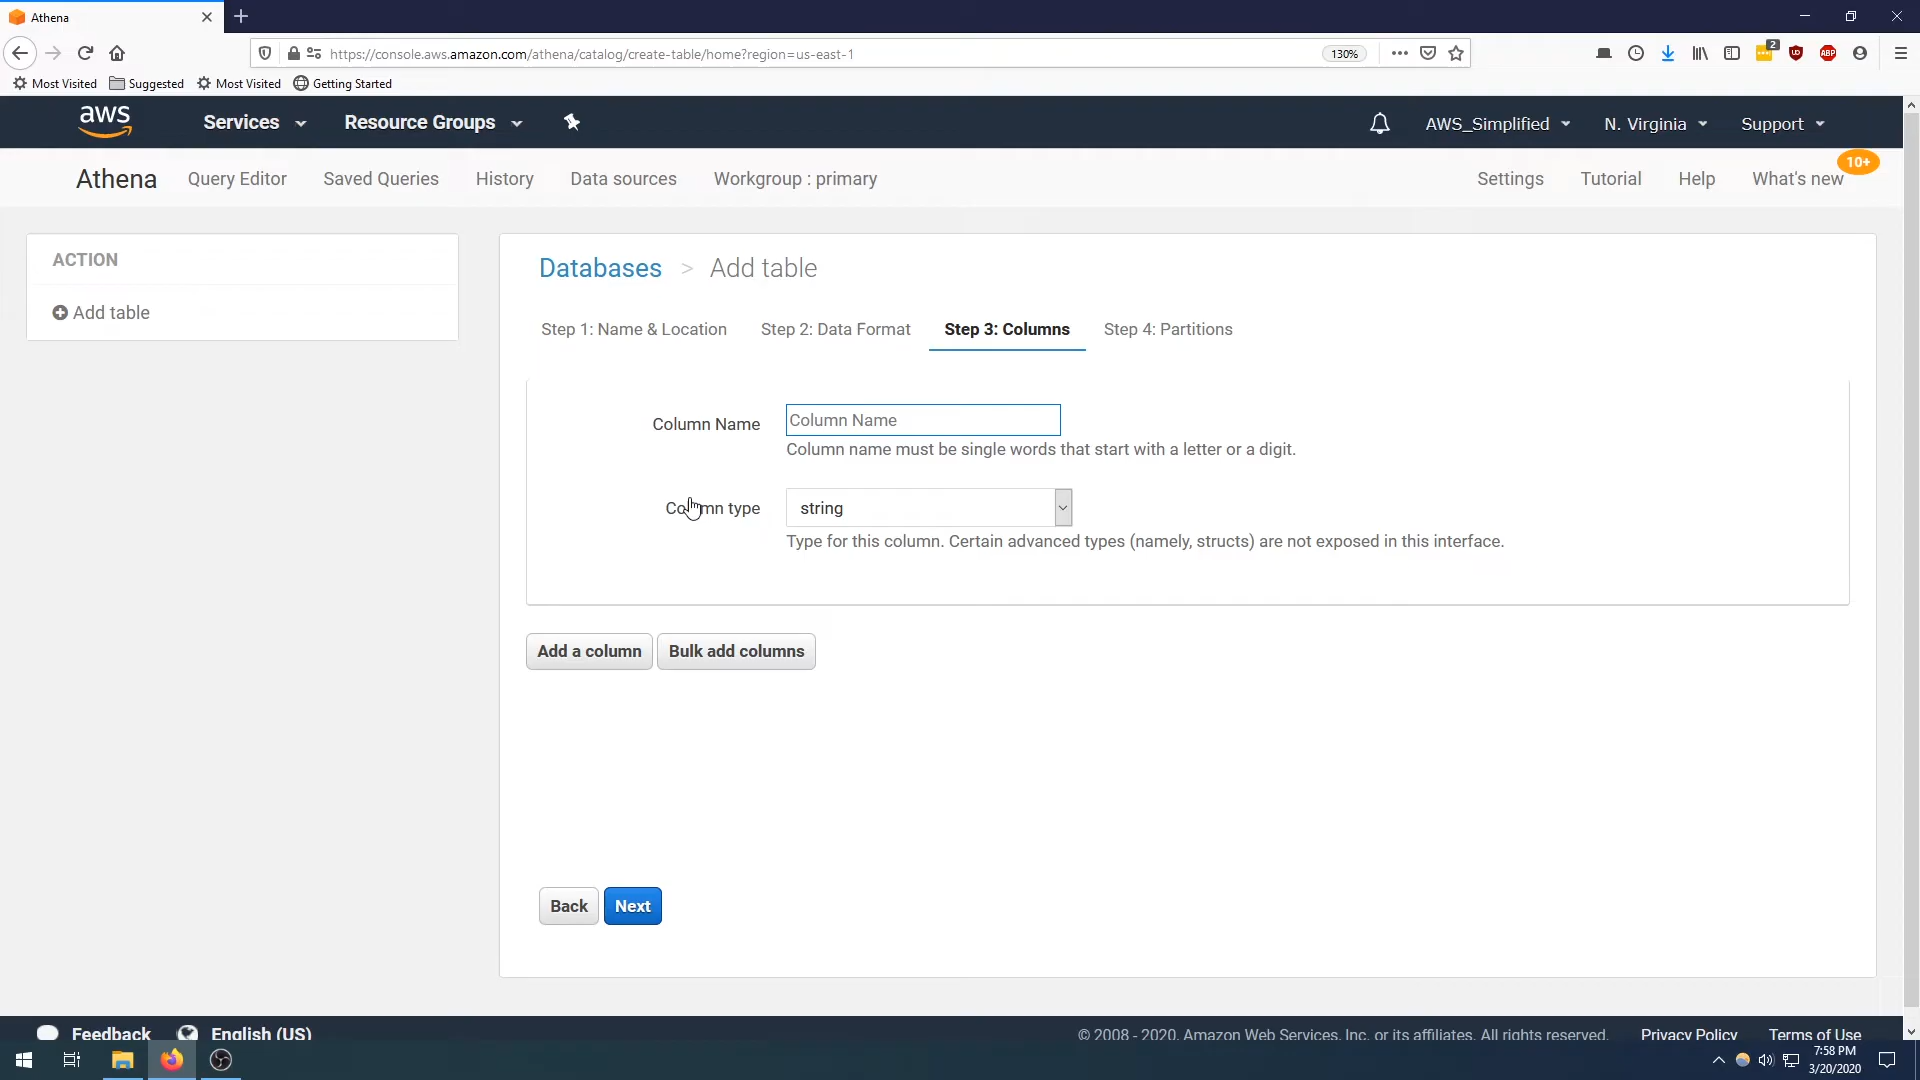 Athena
https://console.aws.amazon.com/athena/catalog/create-table/home?region=us-east-1
130%
2
ABP
Most Visited
Suggested
Most Visited
Getting Started
aws
Services
Resource Groups
AWS_Simplified
N. Virginia
Support
Athena
Query Editor
Saved Queries
History
Data sources
Workgroup : primary
Settings
Tutorial
Help
What's new
10+
ACTION
Add table
Databases > Add table
Step 1: Name & Location
Step 2: Data Format
Step 3: Columns
Step 4: Partitions
Column Name
Column Name
Column name must be single words that start with a letter or a digit.
Column type
string
Type for this column. Certain advanced types (namely, structs) are not exposed in this interface.
Add a column
Bulk add columns
Back
Next
Feedback
English (US)
© 2008 - 2020, Amazon Web Services, Inc. or its affiliates. All rights reserved.
Privacy Policy
Terms of Use
7:58 PM
3/20/2020